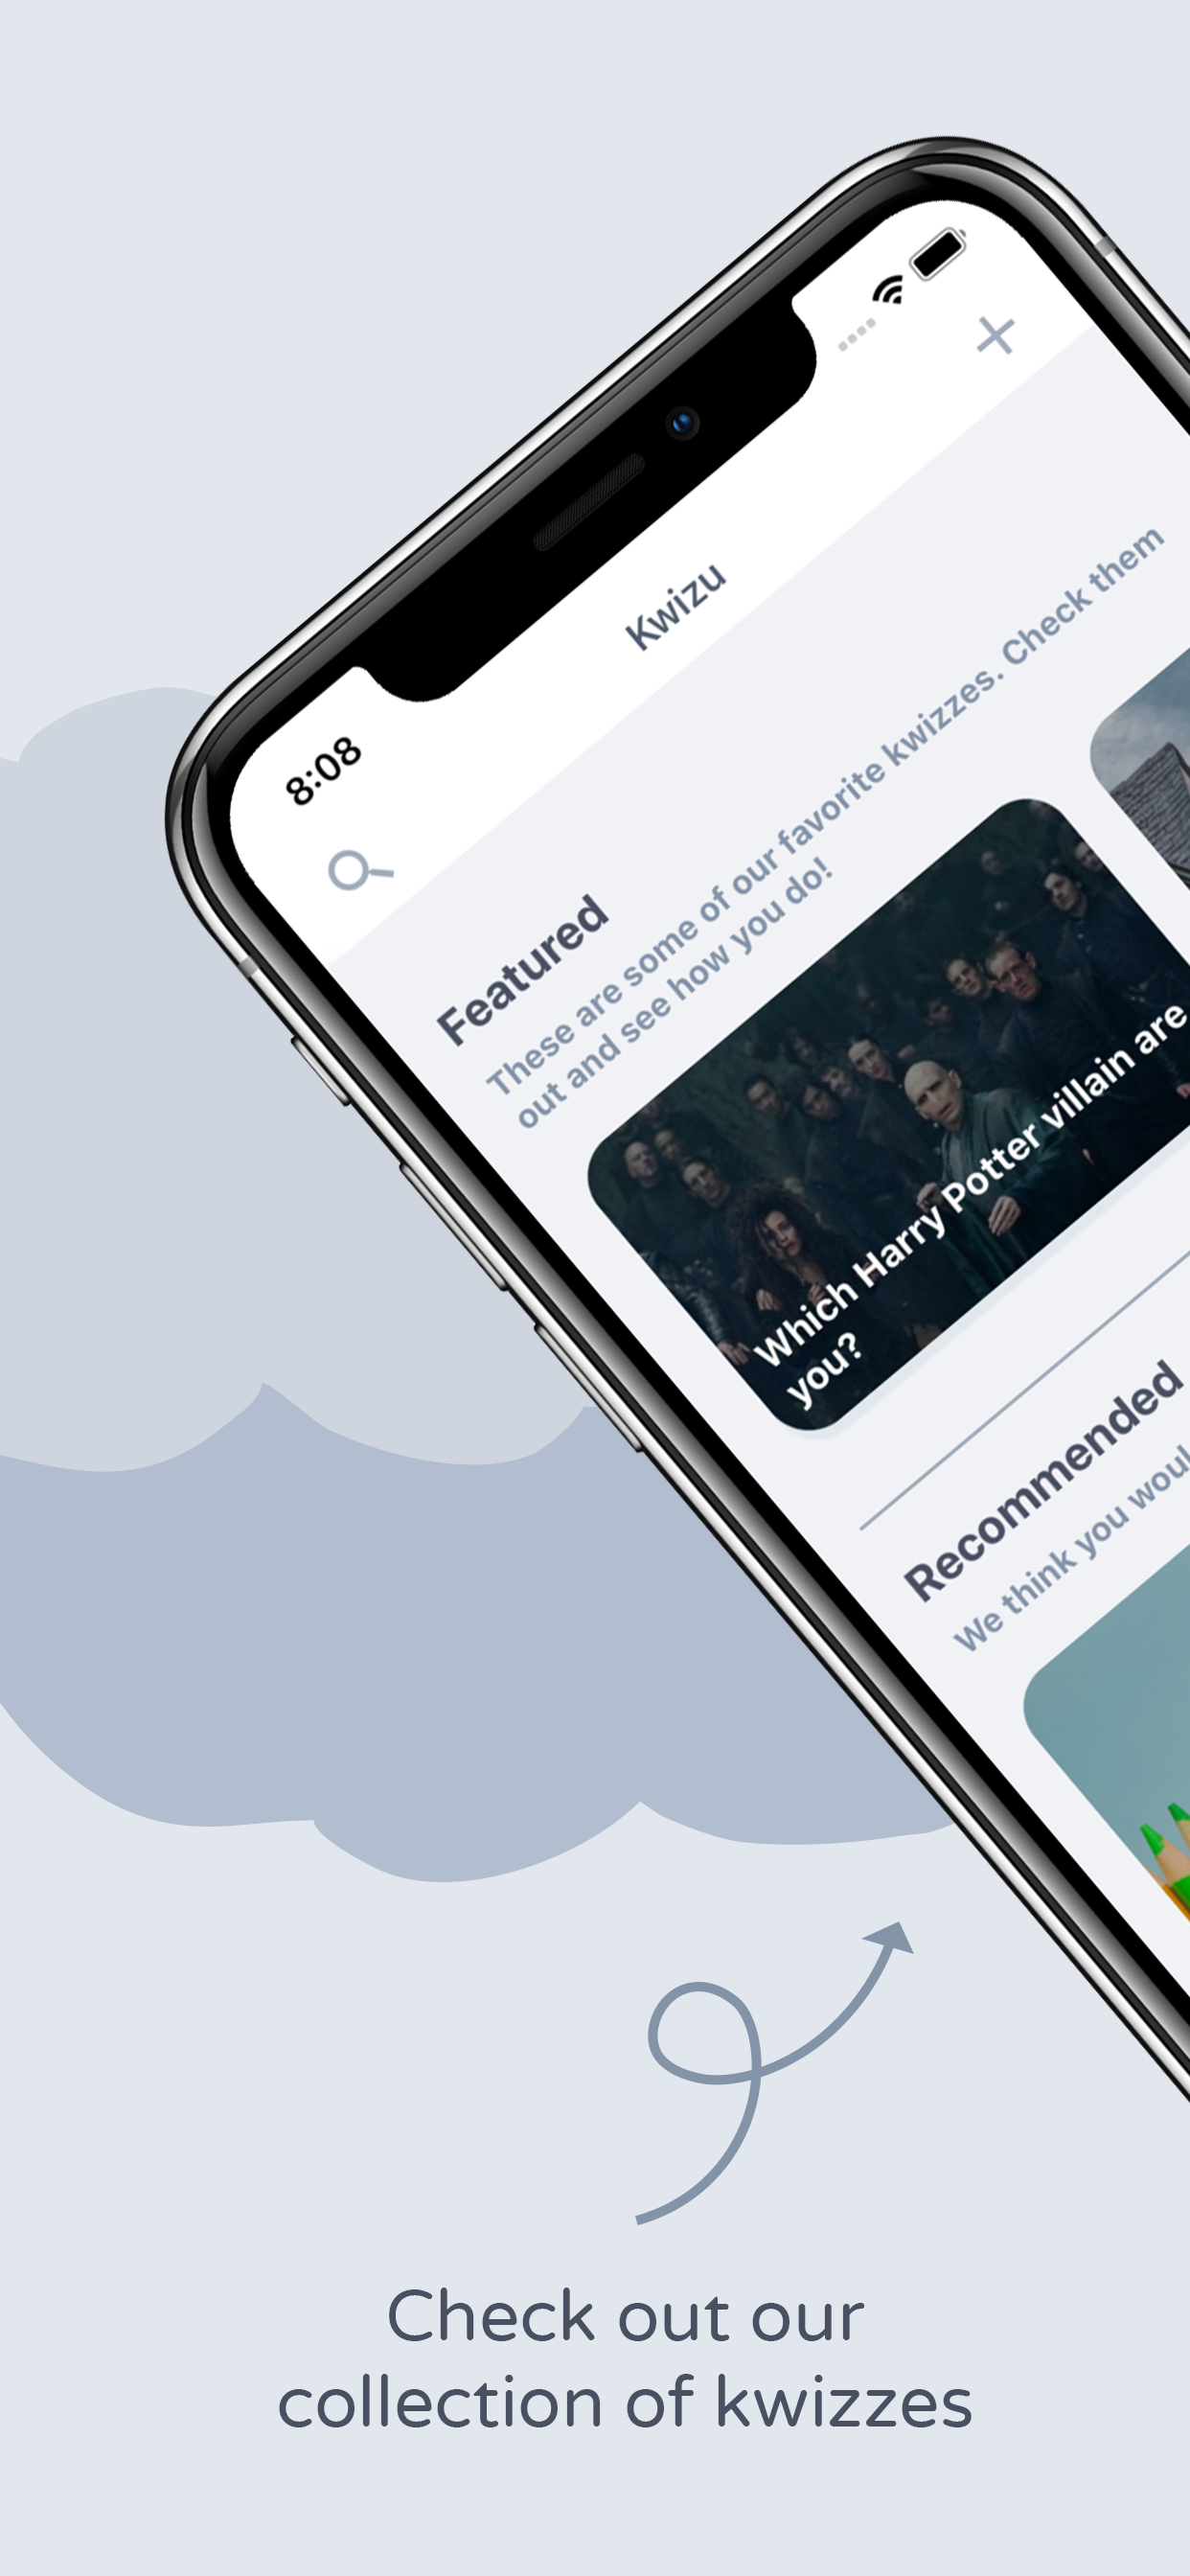 8:08
Kwizu
Featured
These are some of our favorite kwizzes. Check them
out and see how you do!
Which Harry Potter villain are
you?
Recommended
We think you woul
Check out our
collection of kwizzes